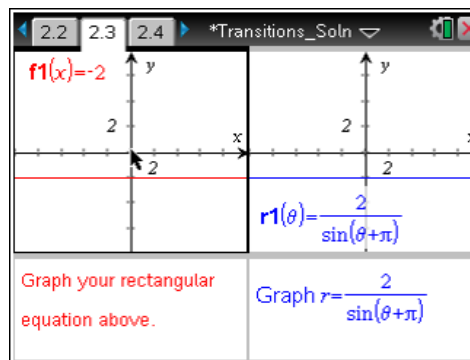 2.2 2.3 2.4 *Transitions_Soln
f1(x)=-2
y
2
x
2
y
2
x
2
r1(θ)=2/sin(θ+π)
Graph your rectangular
equation above.
Graph r=2/sin(θ+π)